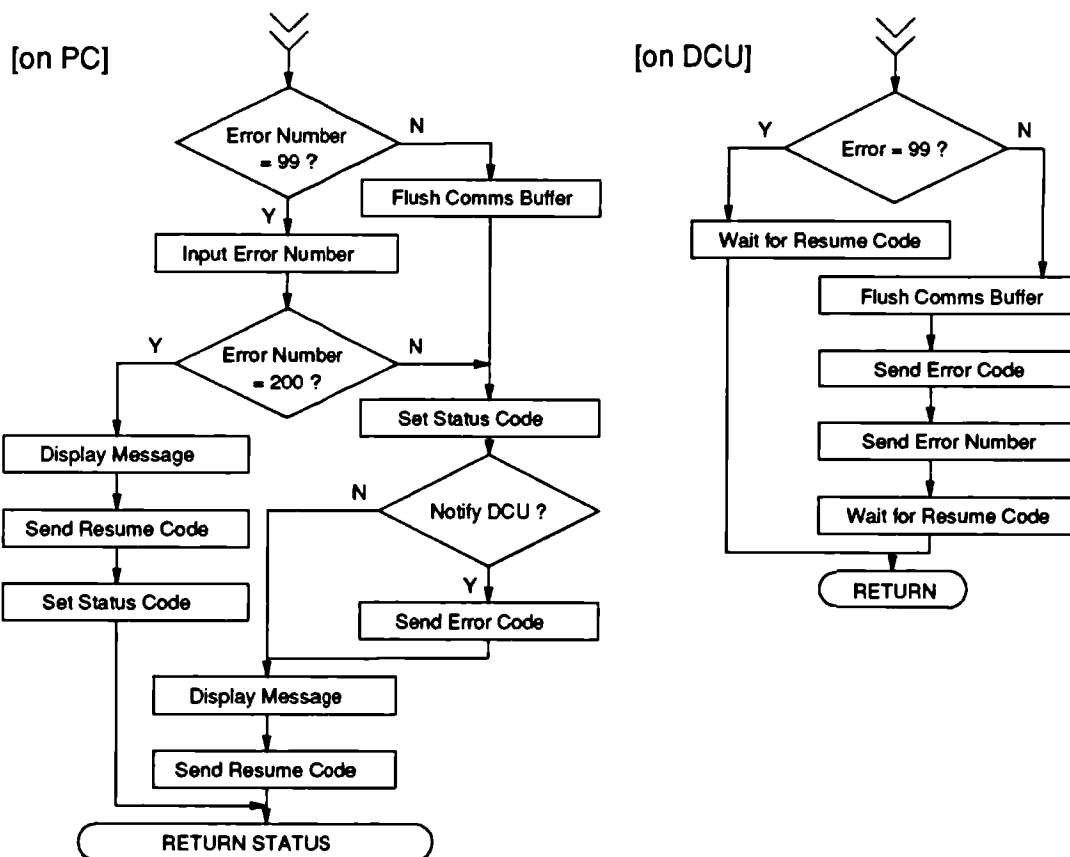 [on PC]
Error Number
= 99 ?
N
Flush Comms Buffer
Y
Input Error Number
Y
Error Number
= 200 ?
N
Set Status Code
Display Message
N
Notify DCU ?
Send Resume Code
Y
Set Status Code
Send Error Code
Display Message
Send Resume Code
RETURN STATUS
[on DCU]
Y
Error = 99 ?
N
Wait for Resume Code
Flush Comms Buffer
Send Error Code
Send Error Number
Wait for Resume Code
RETURN